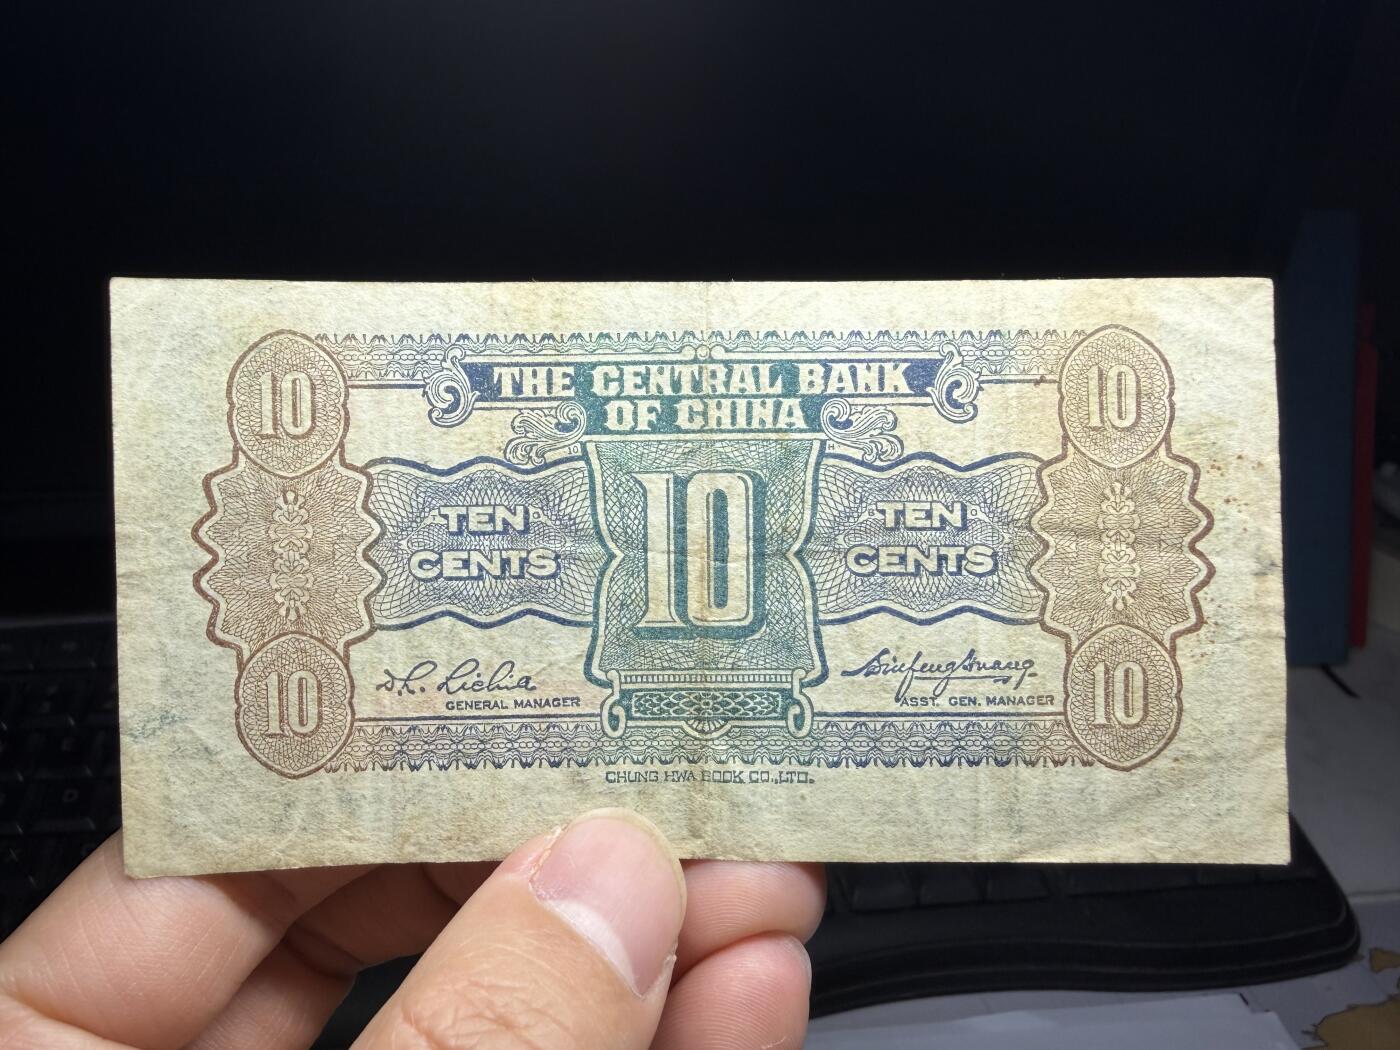 THE CENTRAL BANK
OF CHINA
10
10
10
TEN
CENTS
TEN
CENTS
10
10
GENERAL MANAGER
ASST. GEN. MANAGER
CHUNG HWA BOOK CO.,LTD.